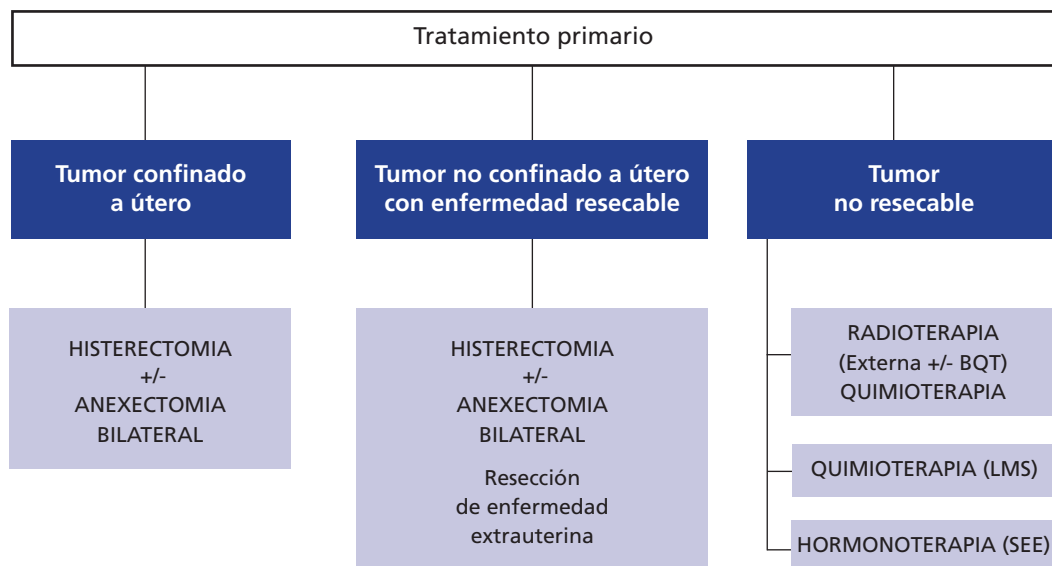 Tratamiento primario
Tumor confinado
a útero
HISTERECTOMIA
+/-
ANEXECTOMIA
BILATERAL
Tumor no confinado a útero
con enfermedad resecable
HISTERECTOMIA
+/-
ANEXECTOMIA
BILATERAL
Resección
de enfermedad
extrauterina
Tumor
no resecable
RADIOTERAPIA
(Externa +/- BQT)
QUIMIOTERAPIA
QUIMIOTERAPIA (LMS)
HORMONOTERAPIA (SEE)